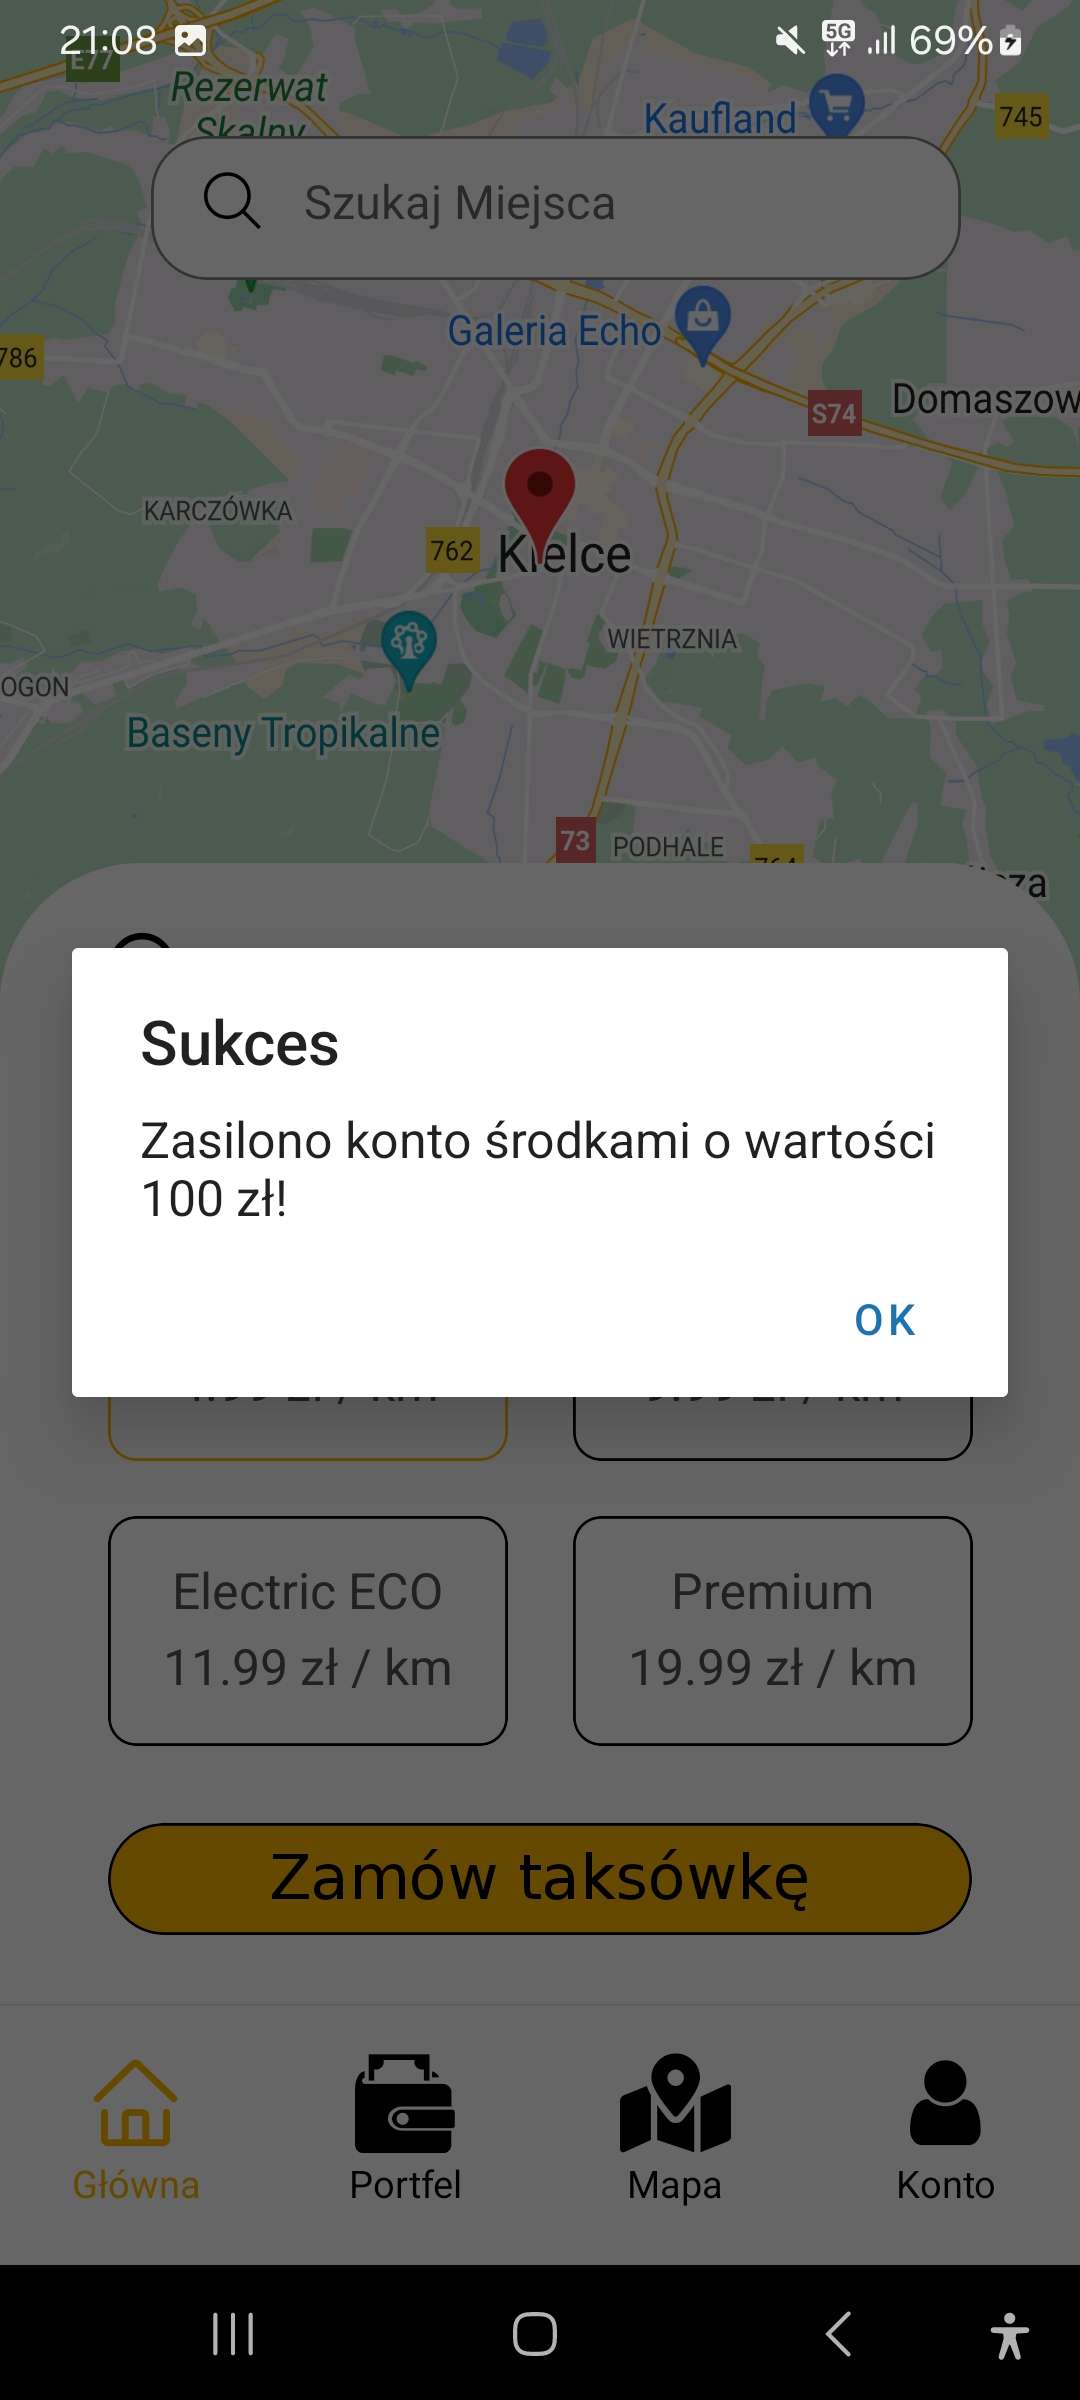 21:08
5G
69%
E77
Rezerwat
Skalny
Kaufland
745
Szukaj Miejsca
Galeria Echo
786
S74
Domaszow
KARCZÓWKA
762
Kielce
WIETRZNIA
OGON
Baseny Tropikalne
73
PODHALE
764
Sukces
Zasilono konto środkami o wartości
100 zł!
OK
Electric ECO
11.99 zł / km
Premium
19.99 zł / km
Zamów taksówkę
Główna
Portfel
Mapa
Konto